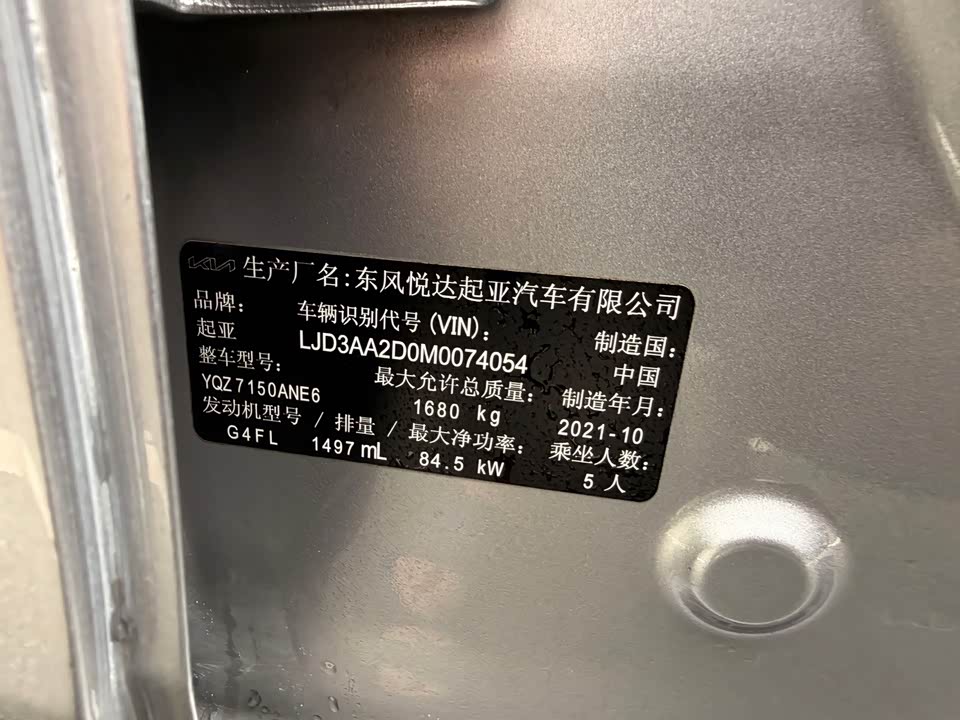 KIA 生产厂名:东风悦达起亚汽车有限公司
品牌: 车辆识别代号(VIN): 制造国:
起亚 LJD3AA2D0M0074054 中国
整车型号: 最大允许总质量: 制造年月:
YQZ7150ANE6 1680 kg 2021-10
发动机型号 / 排量 / 最大净功率: 乘坐人数:
G4FL 1497 mL 84.5 kW 5 人